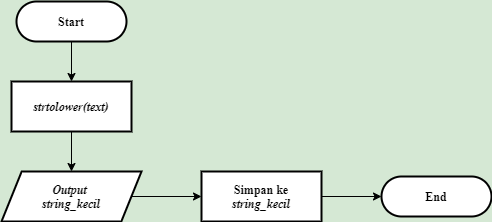 Start
strtolower(text)
Output
string_kecil
Simpan ke
string_kecil
End